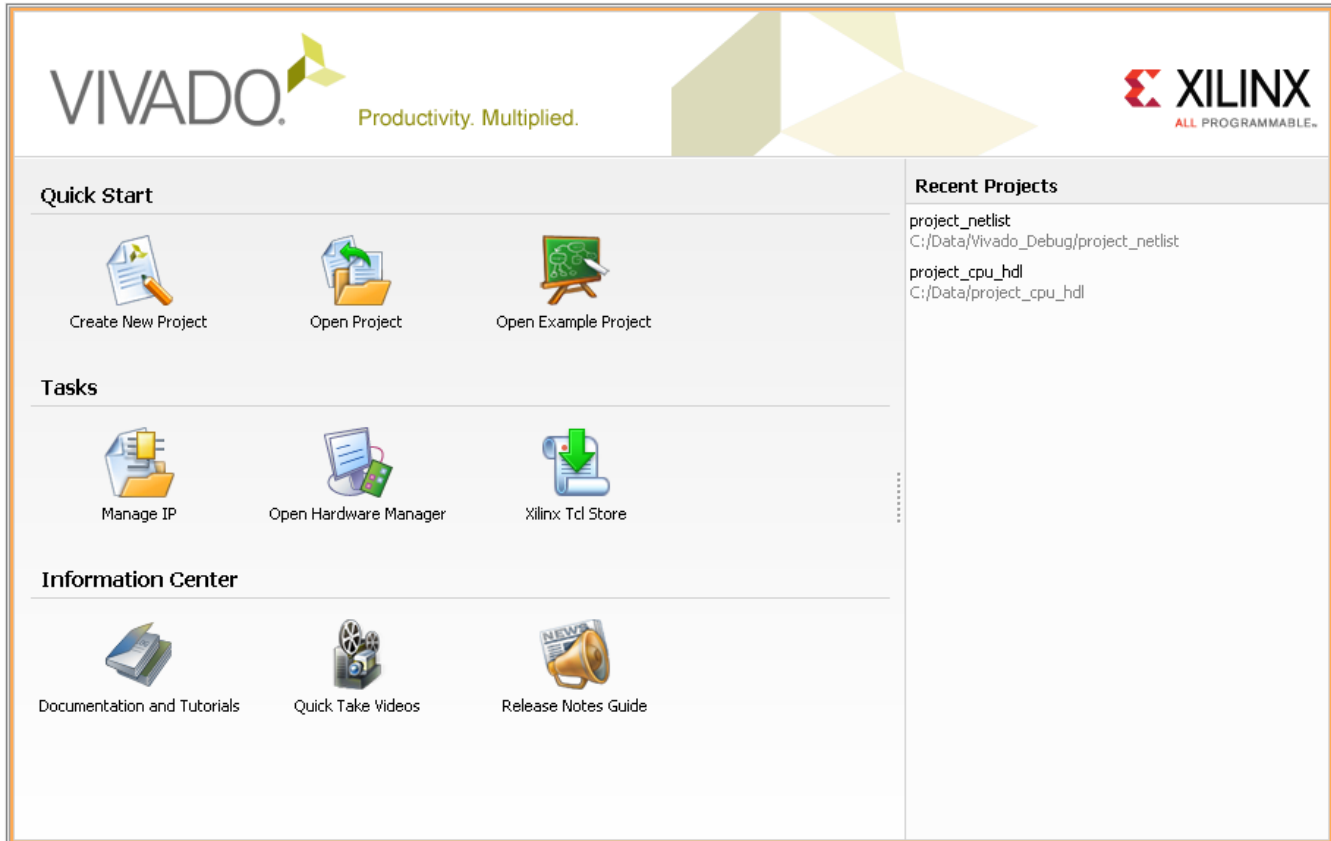 VIVADO.
Productivity. Multiplied.
XILINX
ALL PROGRAMMABLE™
Quick Start
Create New Project
Open Project
Open Example Project
Tasks
Manage IP
Open Hardware Manager
Xilinx Tcl Store
Information Center
NEWS
Documentation and Tutorials
Quick Take Videos
Release Notes Guide
Recent Projects
project_netlist
C:/Data/Vivado_Debug/project_netlist
project_cpu_hdl
C:/Data/project_cpu_hdl